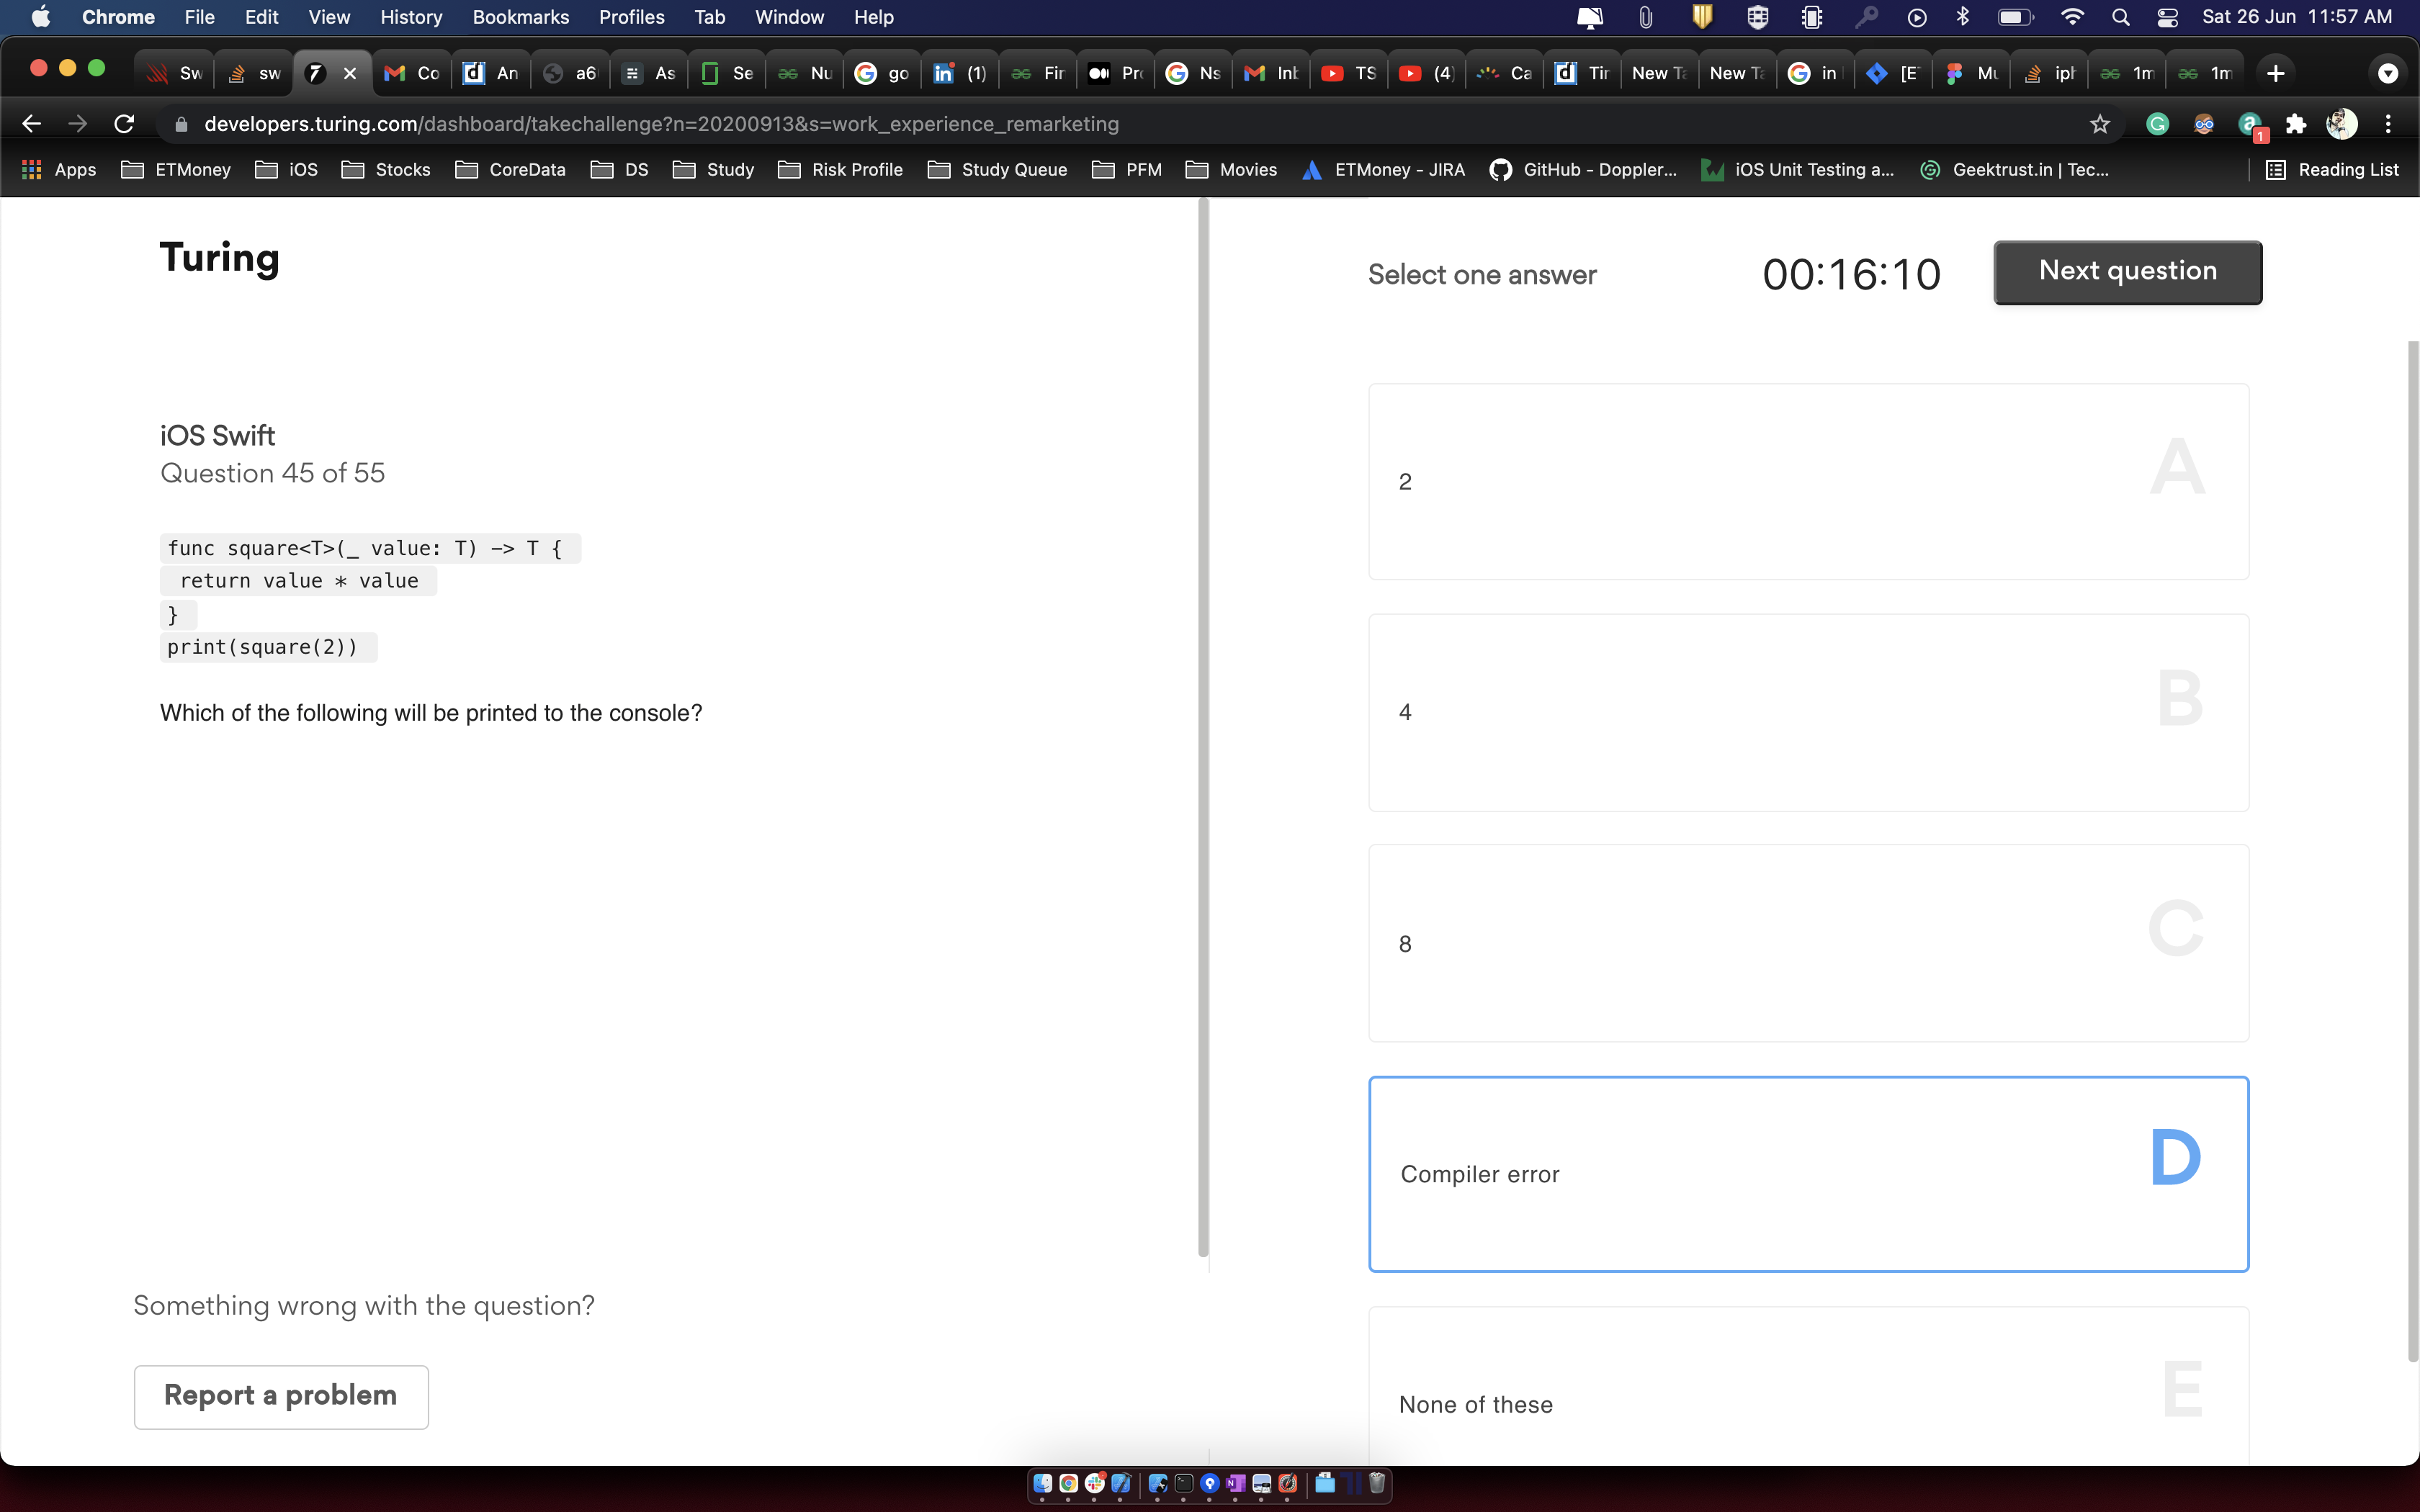 Chrome File Edit View History Bookmarks Profiles Tab Window Help Sat 26 Jun 11:57 AM
Sw sw Co An a6 As Se Nu go (1) Fir Pro Ns Inb TS (4) Ca Tir New Ta New Ta in [E Mu iph 1m 1m
developers.turing.com/dashboard/takechallenge?n=20200913&s=work_experience_remarketing
1
Apps ETMoney iOS Stocks CoreData DS Study Risk Profile Study Queue PFM Movies ETMoney - JIRA GitHub - Doppler... iOS Unit Testing a... Geektrust.in | Tec... Reading List
Turing
iOS Swift
Question 45 of 55
func square<T>(_ value: T) -> T {
return value * value
}
print(square(2))
Which of the following will be printed to the console?
Something wrong with the question?
Report a problem
Select one answer 00:16:10 Next question
2 A
4 B
8 C
Compiler error D
None of these E